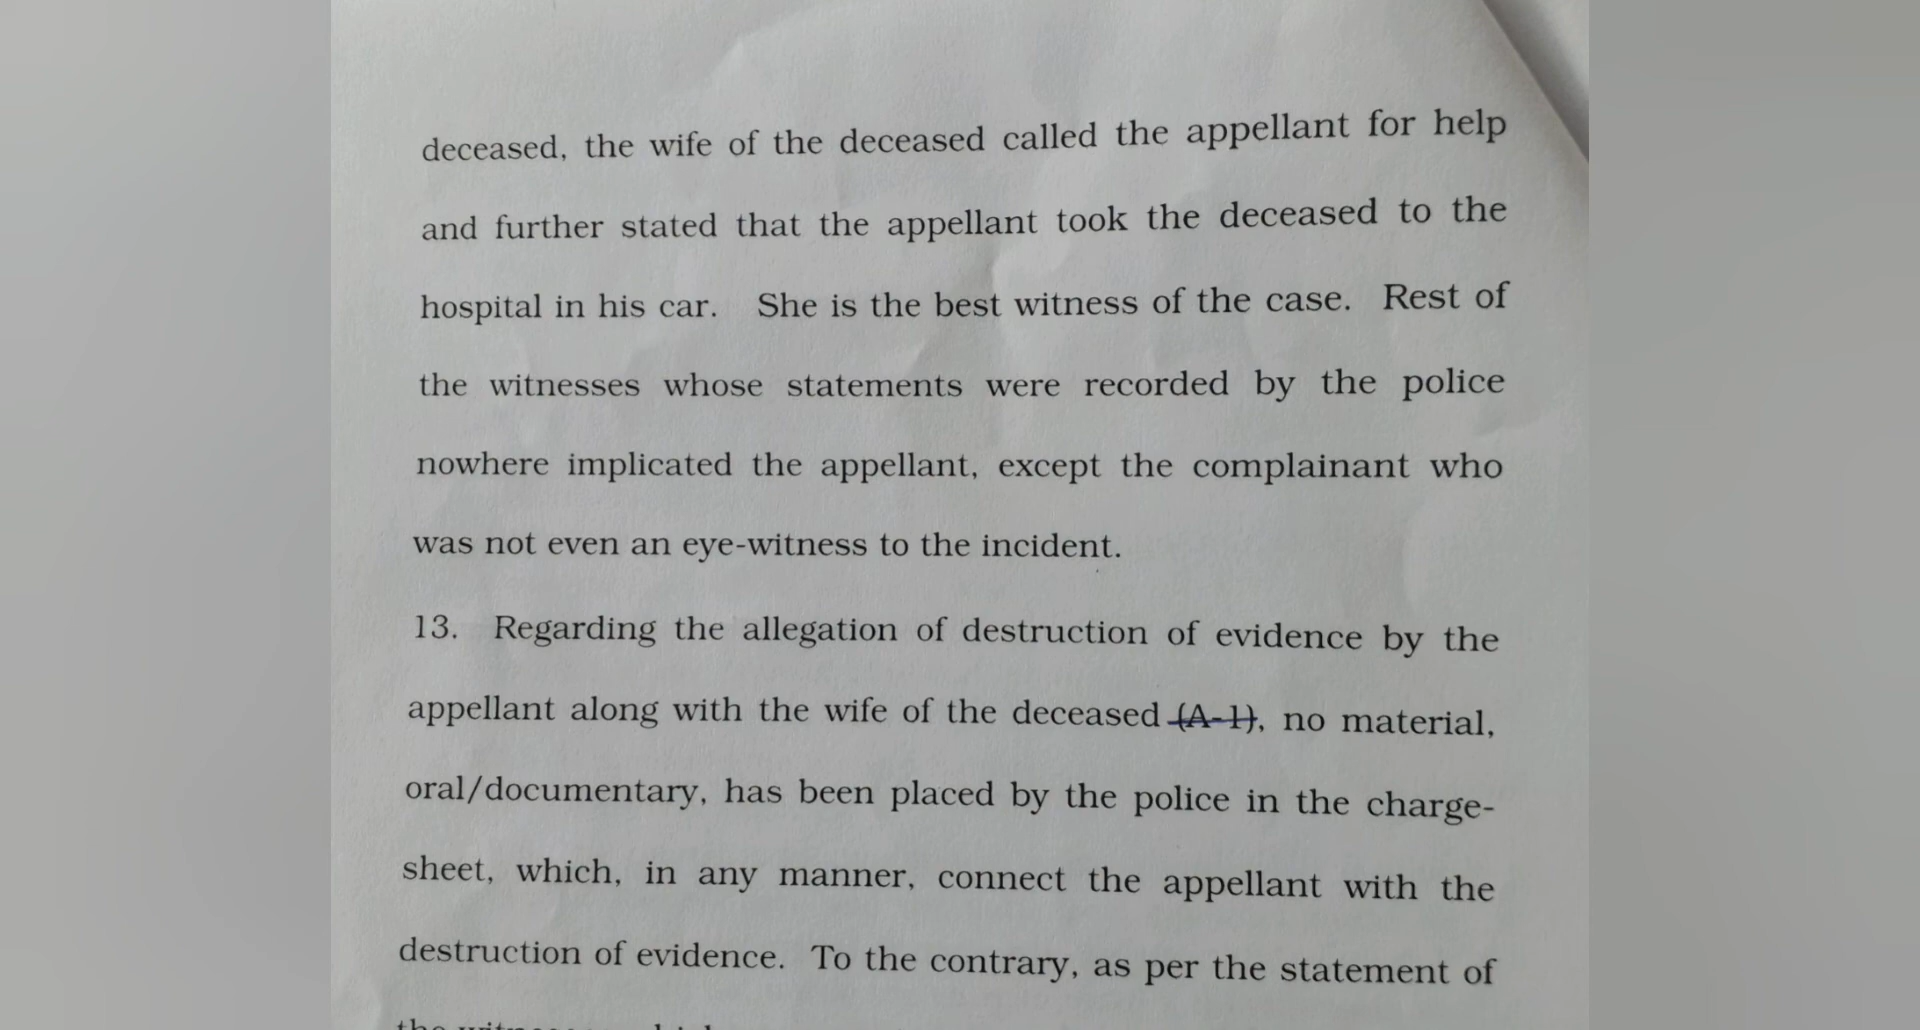 deceased, the wife of the deceased called the appellant for help
and further stated that the appellant took the deceased to the
hospital in his car. She is the best witness of the case. Rest of
the witnesses whose statements were recorded by the police
nowhere implicated the appellant, except the complainant who
was not even an eye-witness to the incident.
13. Regarding the allegation of destruction of evidence by the
appellant along with the wife of the deceased (A-1), no material,
oral/documentary, has been placed by the police in the charge-
sheet, which, in any manner, connect the appellant with the
destruction of evidence. To the contrary, as per the statement of
the